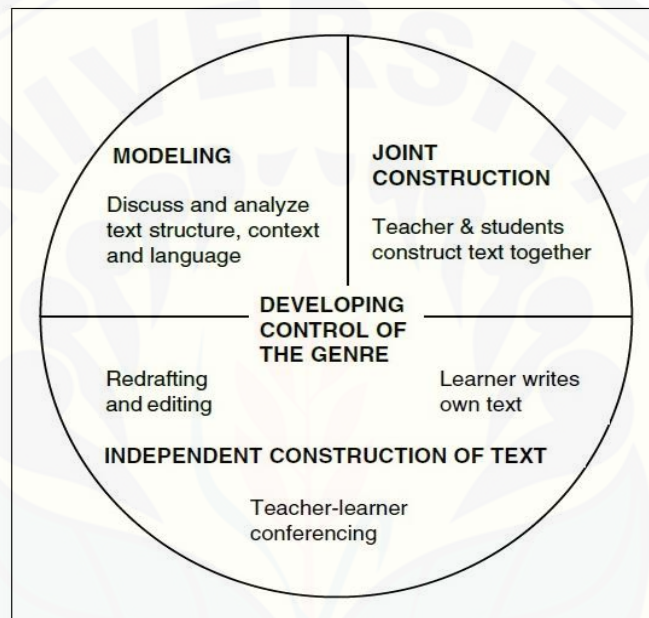 UNIVERSITA
MODELING
Discuss and analyze
text structure, context
and language
JOINT
CONSTRUCTION
Teacher & students
construct text together
DEVELOPING
CONTROL OF
THE GENRE
Redrafting
and editing
Learner writes
own text
INDEPENDENT CONSTRUCTION OF TEXT
Teacher-learner
conferencing